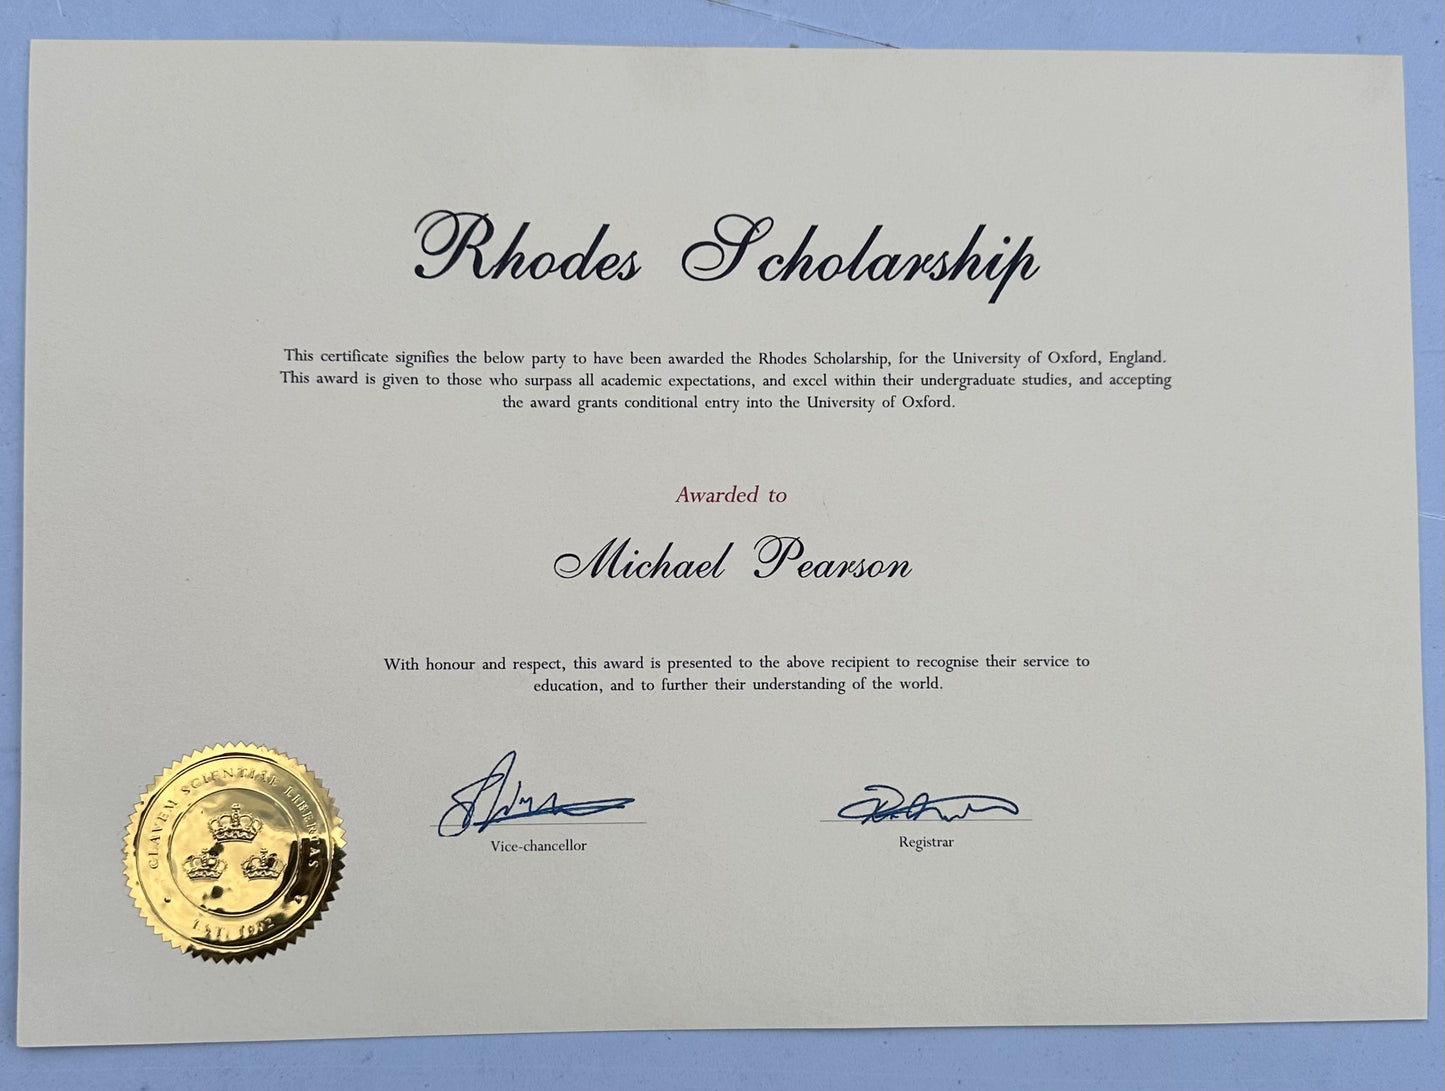 Rhodes Scholarship
This certificate signifies the below party to have been awarded the Rhodes Scholarship, for the University of Oxford, England.
This award is given to those who surpass all academic expectations, and excel within their undergraduate studies, and accepting
the award grants conditional entry into the University of Oxford.
Awarded to
Michael Pearson
With honour and respect, this award is presented to the above recipient to recognise their service to
education, and to further their understanding of the world.
Vice-chancellor
Registrar
CLAVEM SCIENTIAE LIBERTAS
EST. 1902